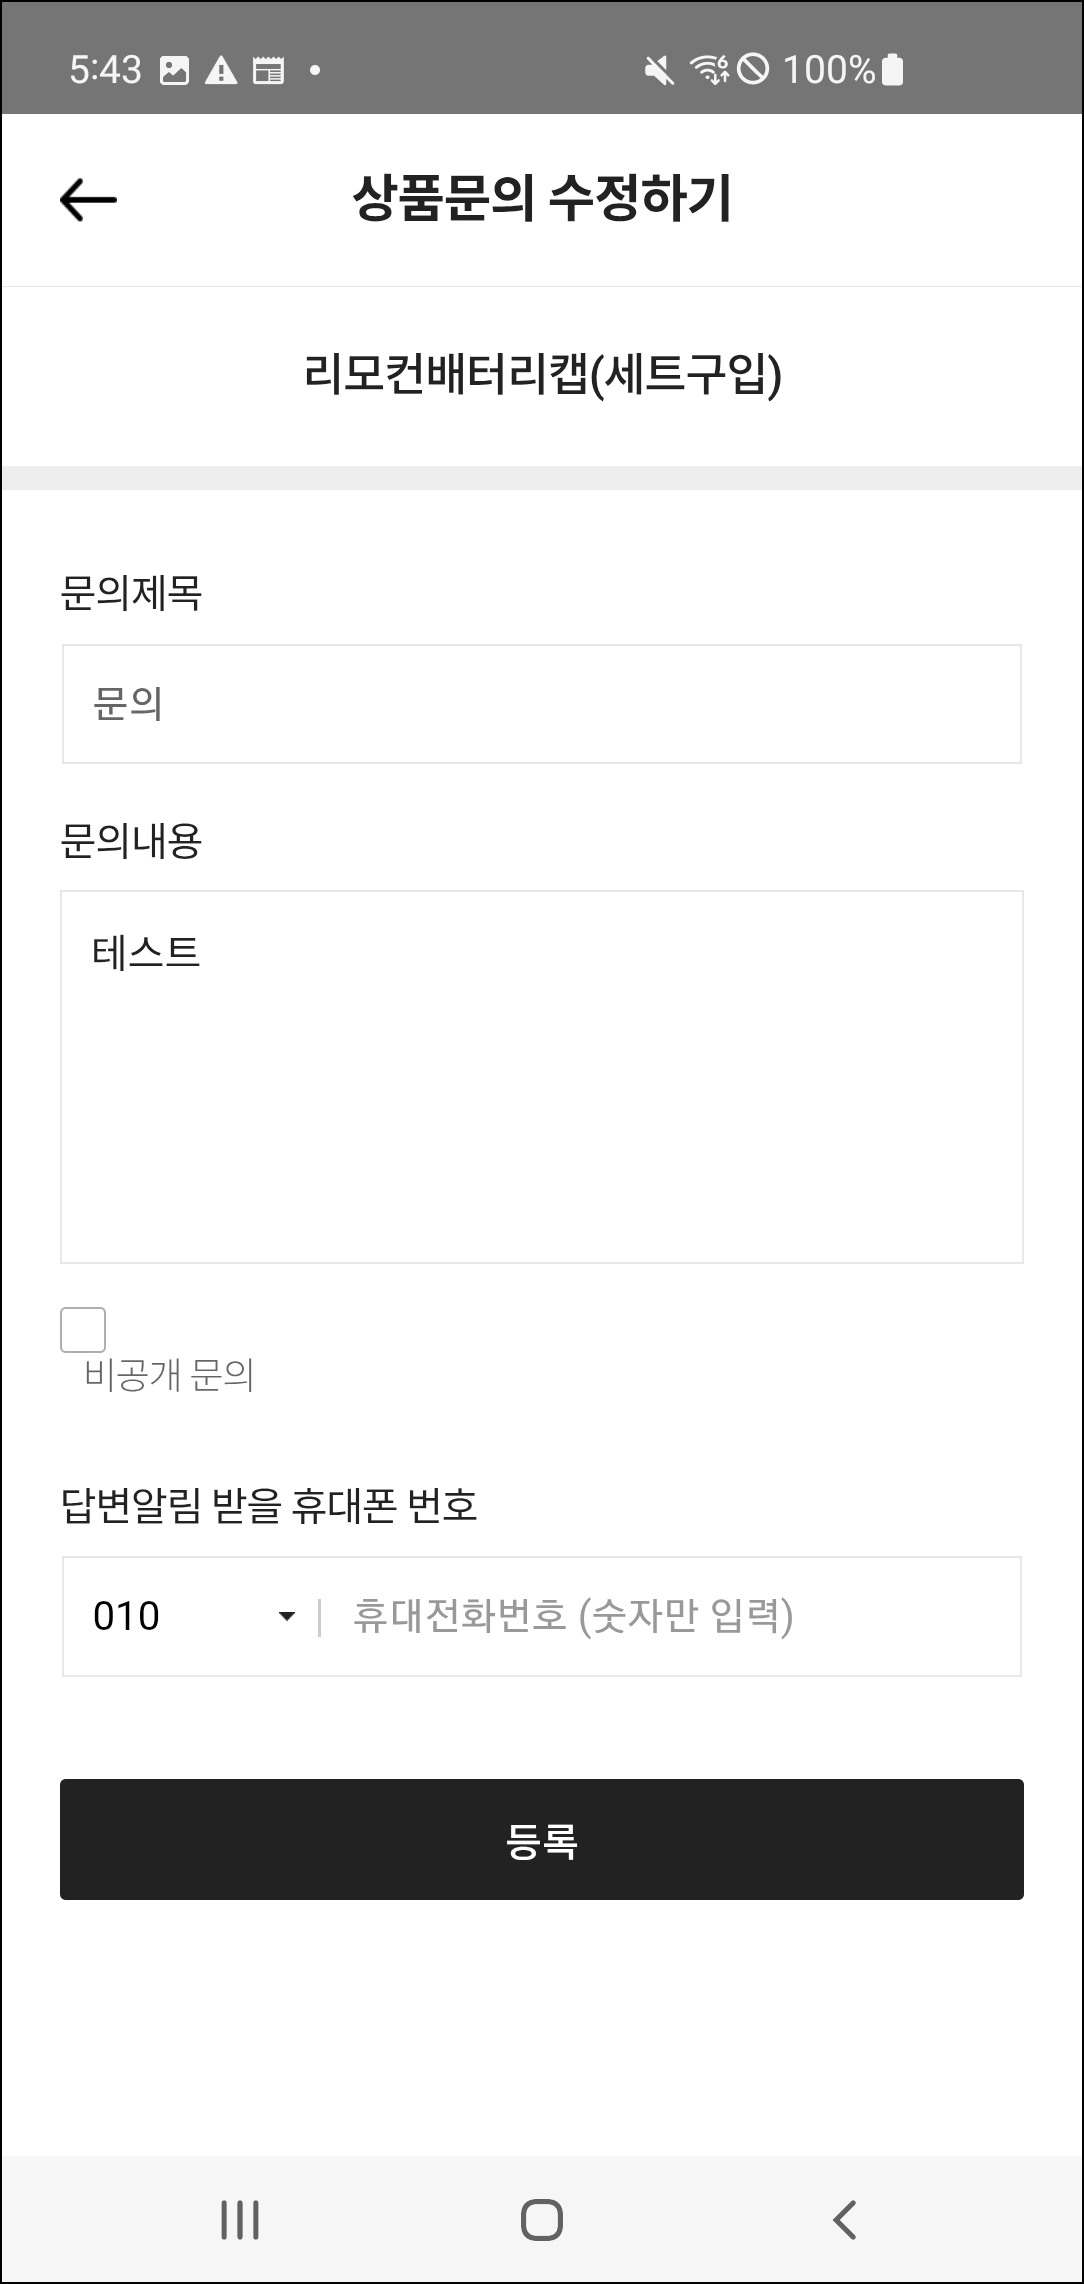 5:43 100%
상품문의 수정하기
리모컨배터리캡(세트구입)
문의제목
문의
문의내용
테스트
비공개 문의
답변알림 받을 휴대폰 번호
010 휴대전화번호 (숫자만 입력)
등록